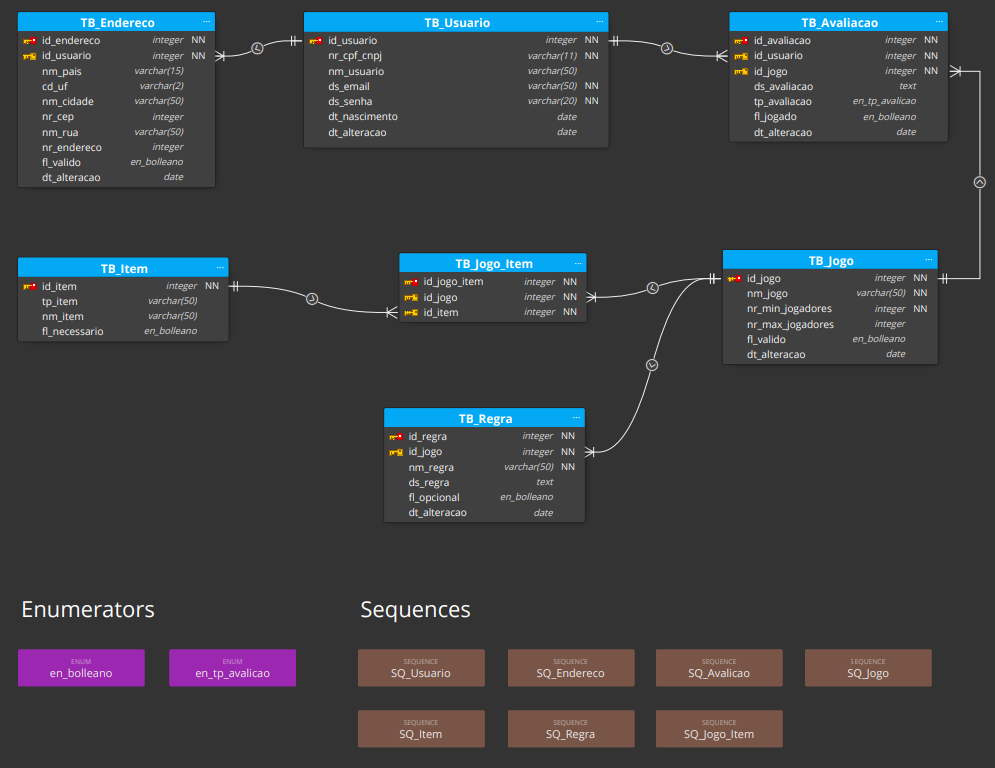 TB_Endereco ...
id_endereco integer NN
id_usuario integer NN
nm_pais varchar(15)
cd_uf varchar(2)
nm_cidade varchar(50)
nr_cep integer
nm_rua varchar(50)
nr_endereco integer
fl_valido en_bolleano
dt_alteracao date
TB_Usuario ...
id_usuario integer NN
nr_cpf_cnpj varchar(11) NN
nm_usuario varchar(50)
ds_email varchar(50) NN
ds_senha varchar(20) NN
dt_nascimento date
dt_alteracao date
TB_Avaliacao ...
id_avaliacao integer NN
id_usuario integer NN
id_jogo integer NN
ds_avaliacao text
tp_avaliacao en_tp_avalicao
fl_jogado en_bolleano
dt_alteracao date
TB_Item ...
id_item integer NN
tp_item varchar(50)
nm_item varchar(50)
fl_necessario en_bolleano
TB_Jogo_Item ...
id_jogo_item integer NN
id_jogo integer NN
id_item integer NN
TB_Jogo ...
id_jogo integer NN
nm_jogo varchar(50) NN
nr_min_jogadores integer NN
nr_max_jogadores integer
fl_valido en_bolleano
dt_alteracao date
TB_Regra ...
id_regra integer NN
id_jogo integer NN
nm_regra varchar(50) NN
ds_regra text
fl_opcional en_bolleano
dt_alteracao date
Enumerators
ENUM
en_bolleano
ENUM
en_tp_avalicao
Sequences
SEQUENCE
SQ_Usuario
SEQUENCE
SQ_Endereco
SEQUENCE
SQ_Avalicao
SEQUENCE
SQ_Jogo
SEQUENCE
SQ_Item
SEQUENCE
SQ_Regra
SEQUENCE
SQ_Jogo_Item